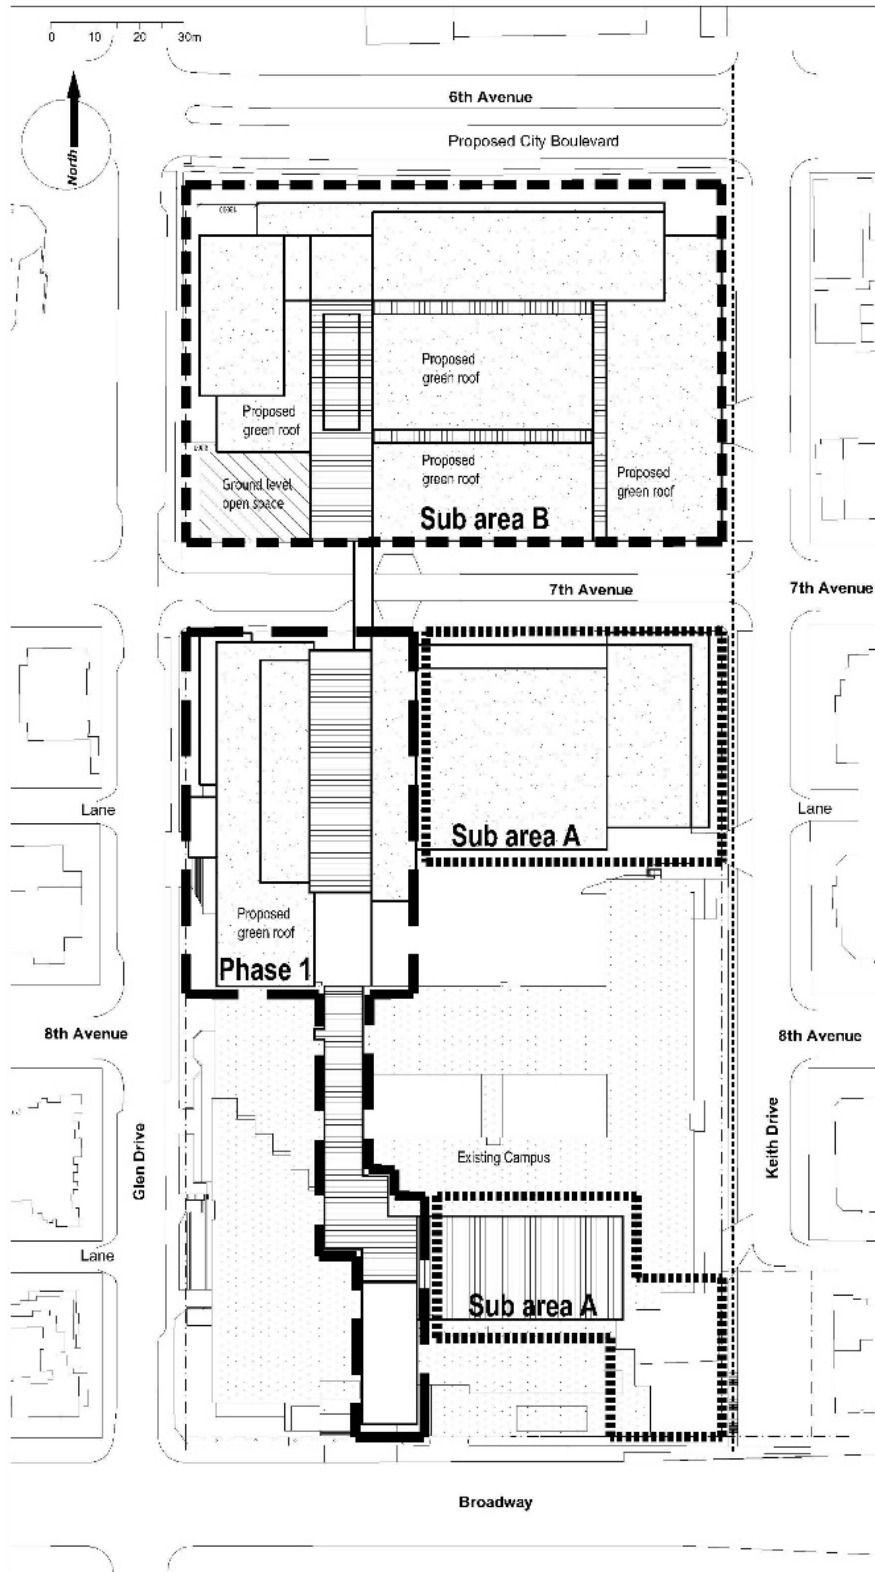 0 10 20 30m
North
6th Avenue
Proposed City Boulevard
Proposed
green roof
Proposed
green roof
Proposed
green roof
Proposed
green roof
Ground level
open space
Sub area B
7th Avenue
7th Avenue
Lane
Sub area A
Lane
Proposed
green roof
Phase 1
8th Avenue
8th Avenue
Glen Drive
Keith Drive
Existing Campus
Lane
Sub area A
Broadway